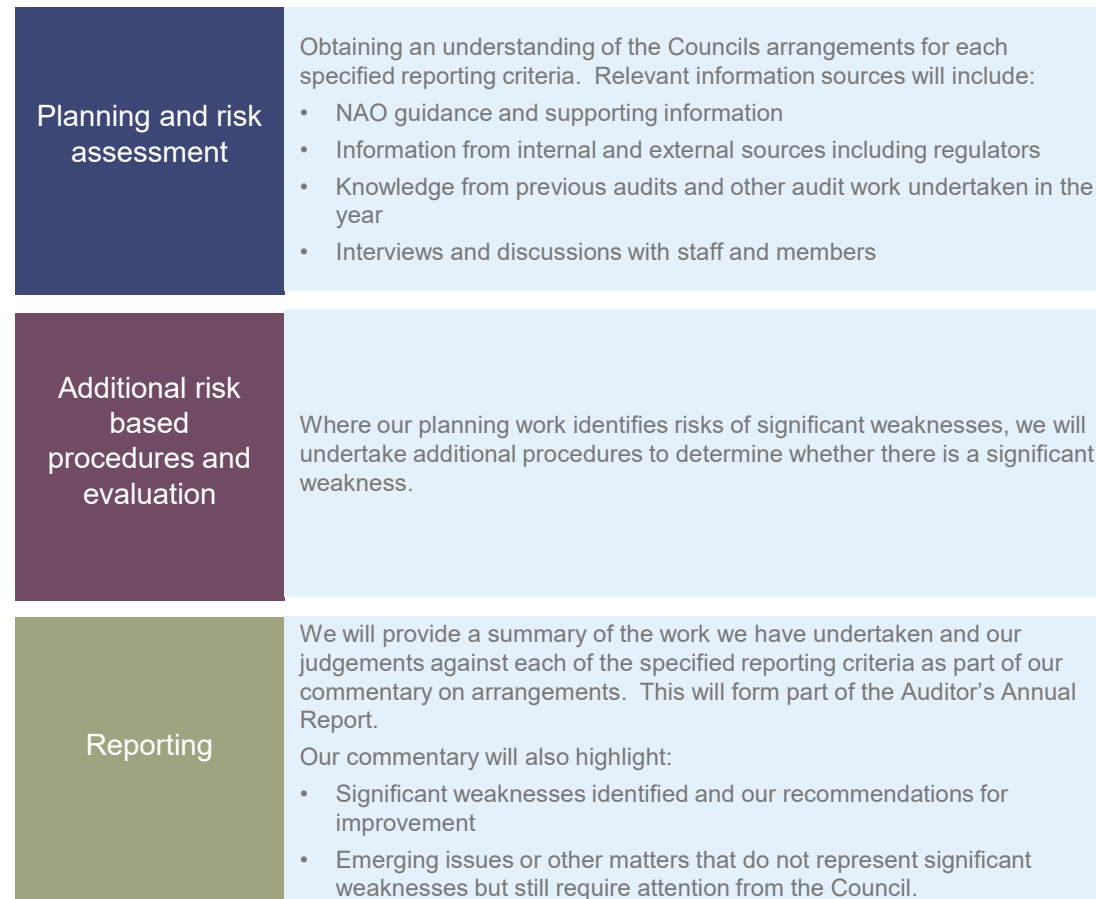 Planning and risk
assessment
Obtaining an understanding of the Councils arrangements for each
specified reporting criteria.  Relevant information sources will include:
• NAO guidance and supporting information
• Information from internal and external sources including regulators
• Knowledge from previous audits and other audit work undertaken in the
year
• Interviews and discussions with staff and members
Additional risk
based
procedures and
evaluation
Where our planning work identifies risks of significant weaknesses, we will
undertake additional procedures to determine whether there is a significant
weakness.
Reporting
We will provide a summary of the work we have undertaken and our
judgements against each of the specified reporting criteria as part of our
commentary on arrangements.  This will form part of the Auditor’s Annual
Report.
Our commentary will also highlight:
• Significant weaknesses identified and our recommendations for
improvement
• Emerging issues or other matters that do not represent significant
weaknesses but still require attention from the Council.